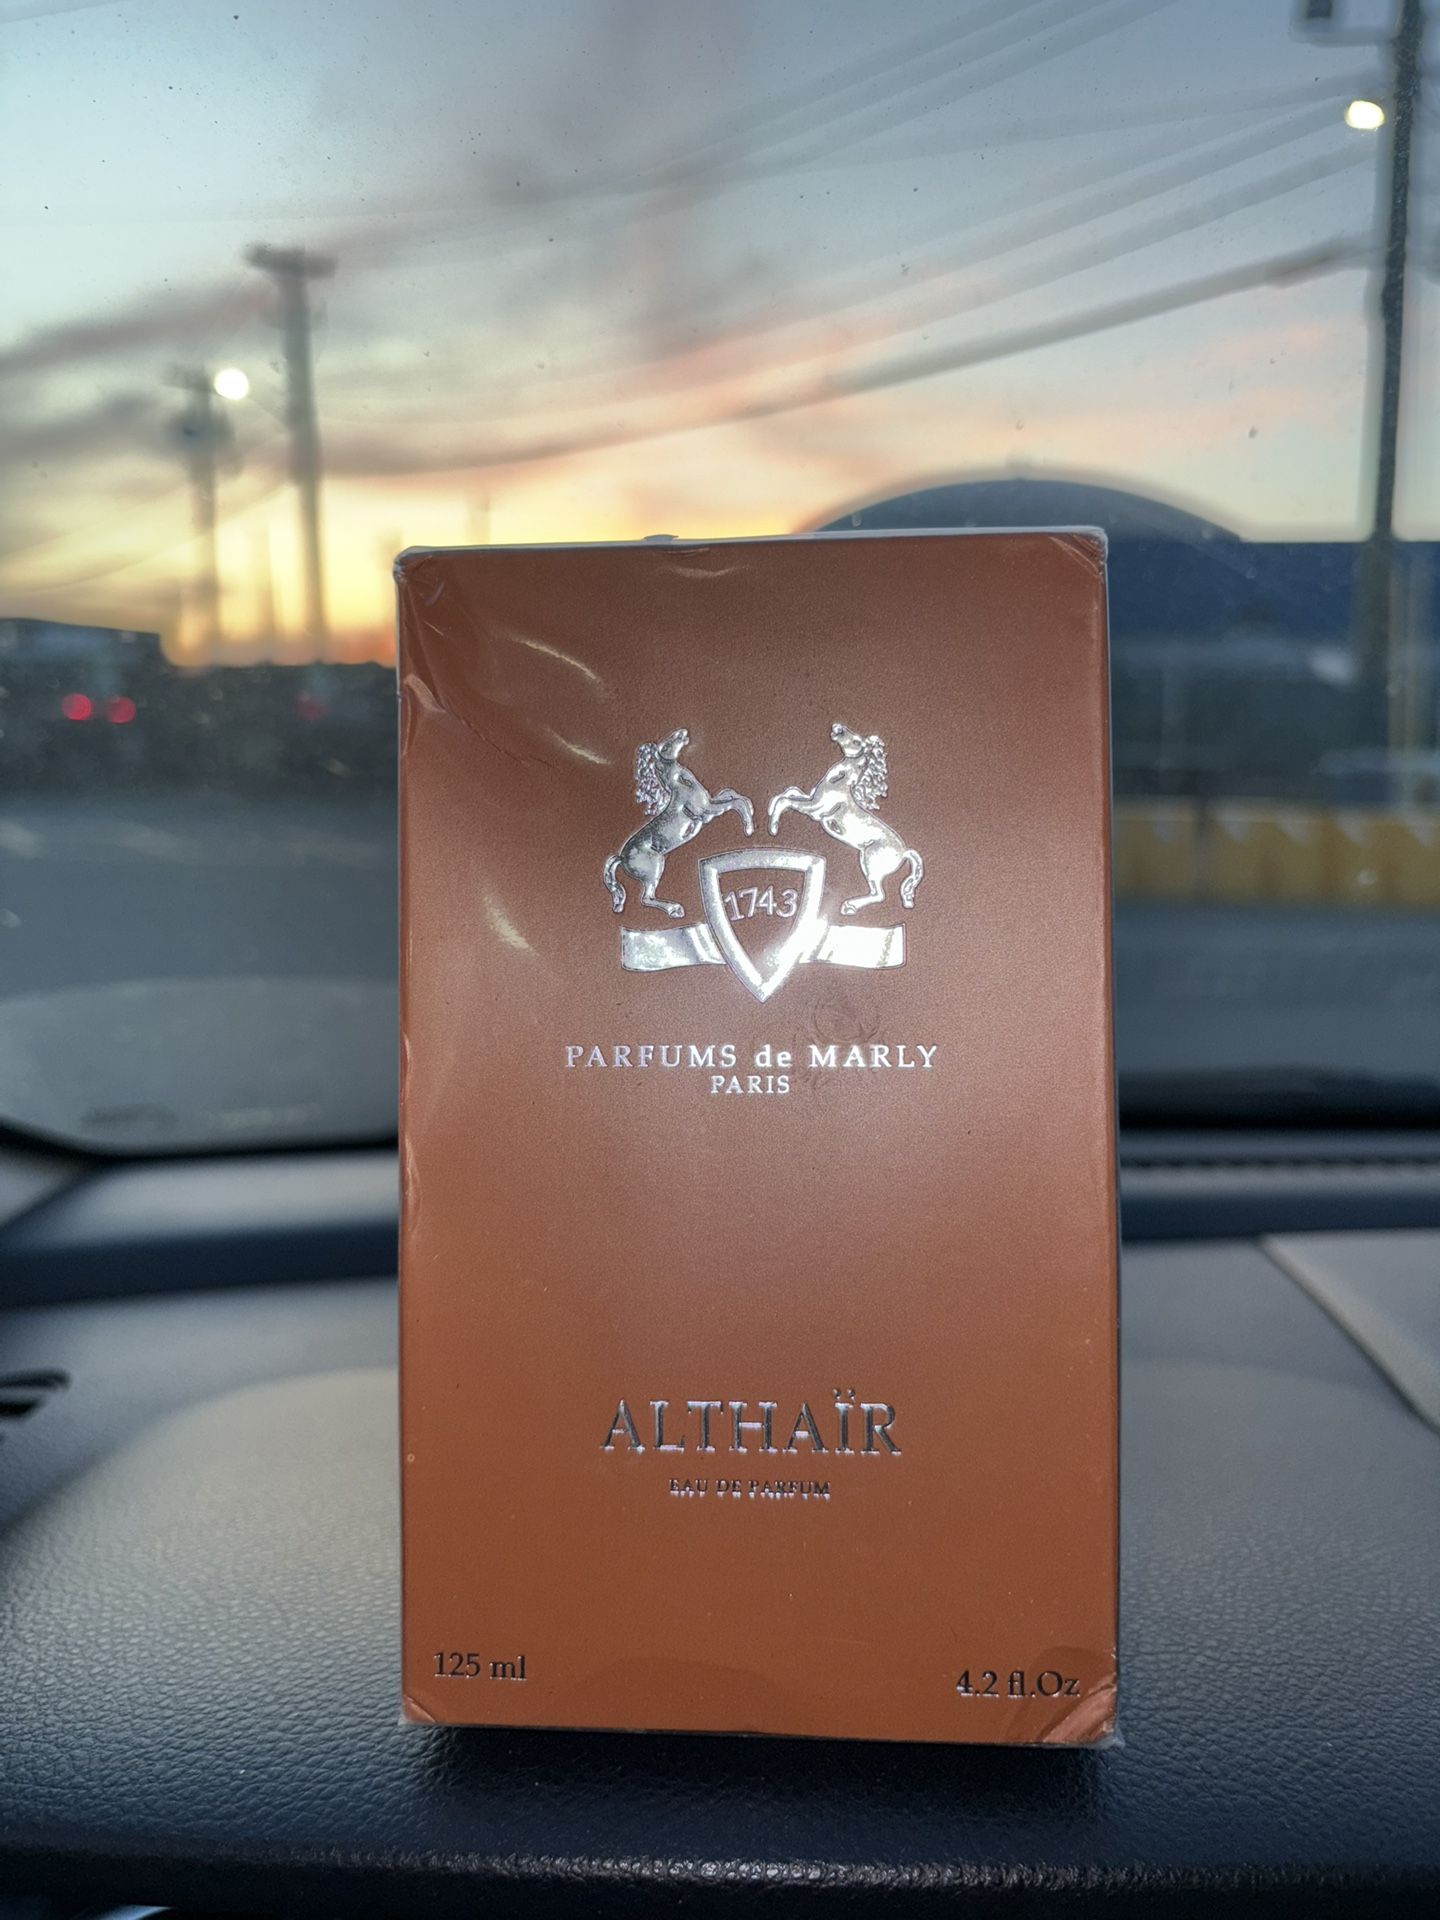 1743
PARFUMS de MARLY
PARIS
ALTHAÏR
EAU DE PARFUM
125 ml
4.2 fl.Oz